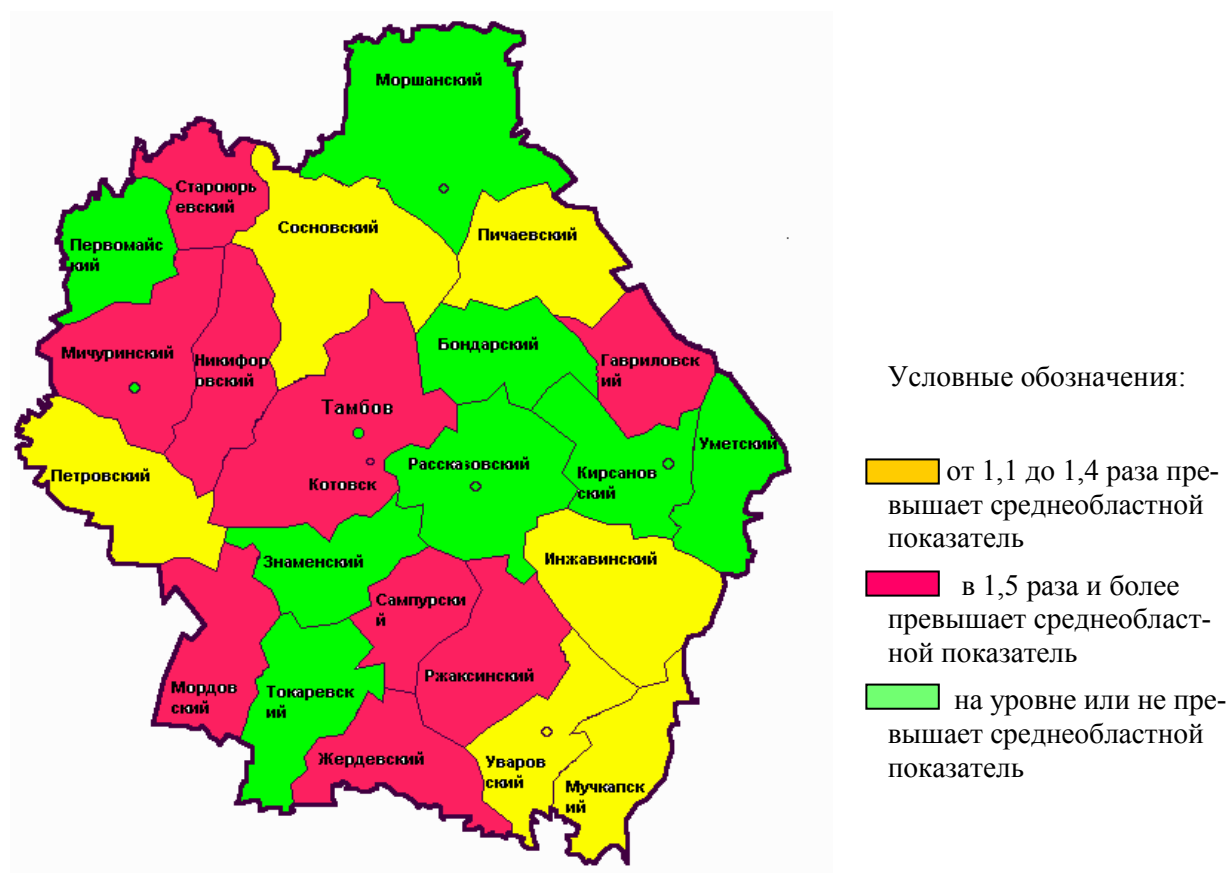 Моршанский
Староюрь
евский
Сосновский
Пичаевский
Первомайс
кий
Мичуринский
Никифор
овский
Бондарский
Гавриловск
ий
Тамбов
Уметский
Петровский
Котовск
Рассказовский
Кирсанов
ский
Знаменский
Инжавинский
Сампурски
й
Ржаксинский
Мордов
ский
Токаревск
ий
Жердевский
Уваров
ский
Мучкапск
ий
Условные обозначения:
от 1,1 до 1,4 раза пре-
вышает среднеобластной
показатель
в 1,5 раза и более
превышает среднеобласт-
ной показатель
на уровне или не пре-
вышает среднеобластной
показатель